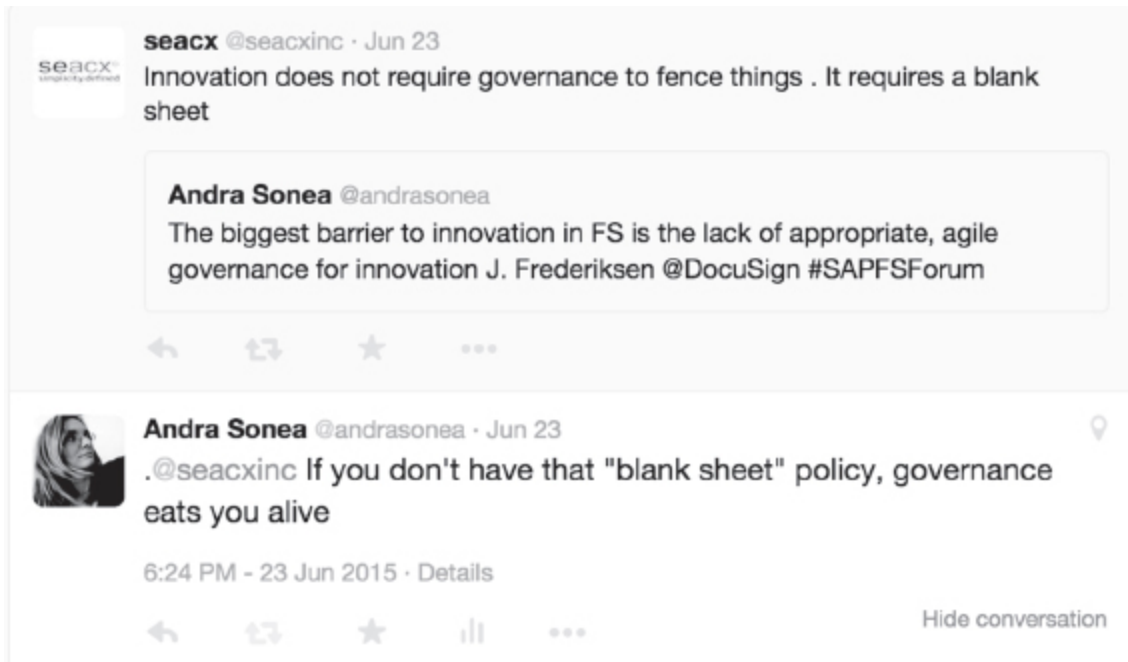 seacx @seacxinc · Jun 23
seacx
simplicity defined
Innovation does not require governance to fence things . It requires a blank
sheet
Andra Sonea @andrasonea
The biggest barrier to innovation in FS is the lack of appropriate, agile
governance for innovation J. Frederiksen @DocuSign #SAPFSForum
Andra Sonea @andrasonea · Jun 23
.@seacxinc If you don't have that "blank sheet" policy, governance
eats you alive
6:24 PM - 23 Jun 2015 · Details
Hide conversation